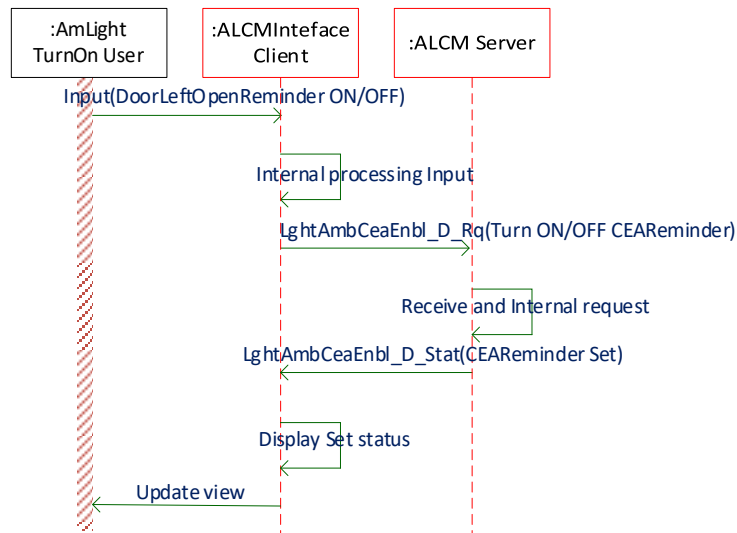 :AmLight
TurnOn User
:ALCMInteface
Client
:ALCM Server
Input(DoorLeftOpenReminder ON/OFF)
Internal processing Input
LghtAmbCeaEnbl_D_Rq(Turn ON/OFF CEAReminder)
Receive and Internal request
LghtAmbCeaEnbl_D_Stat(CEAReminder Set)
Display Set status
Update view